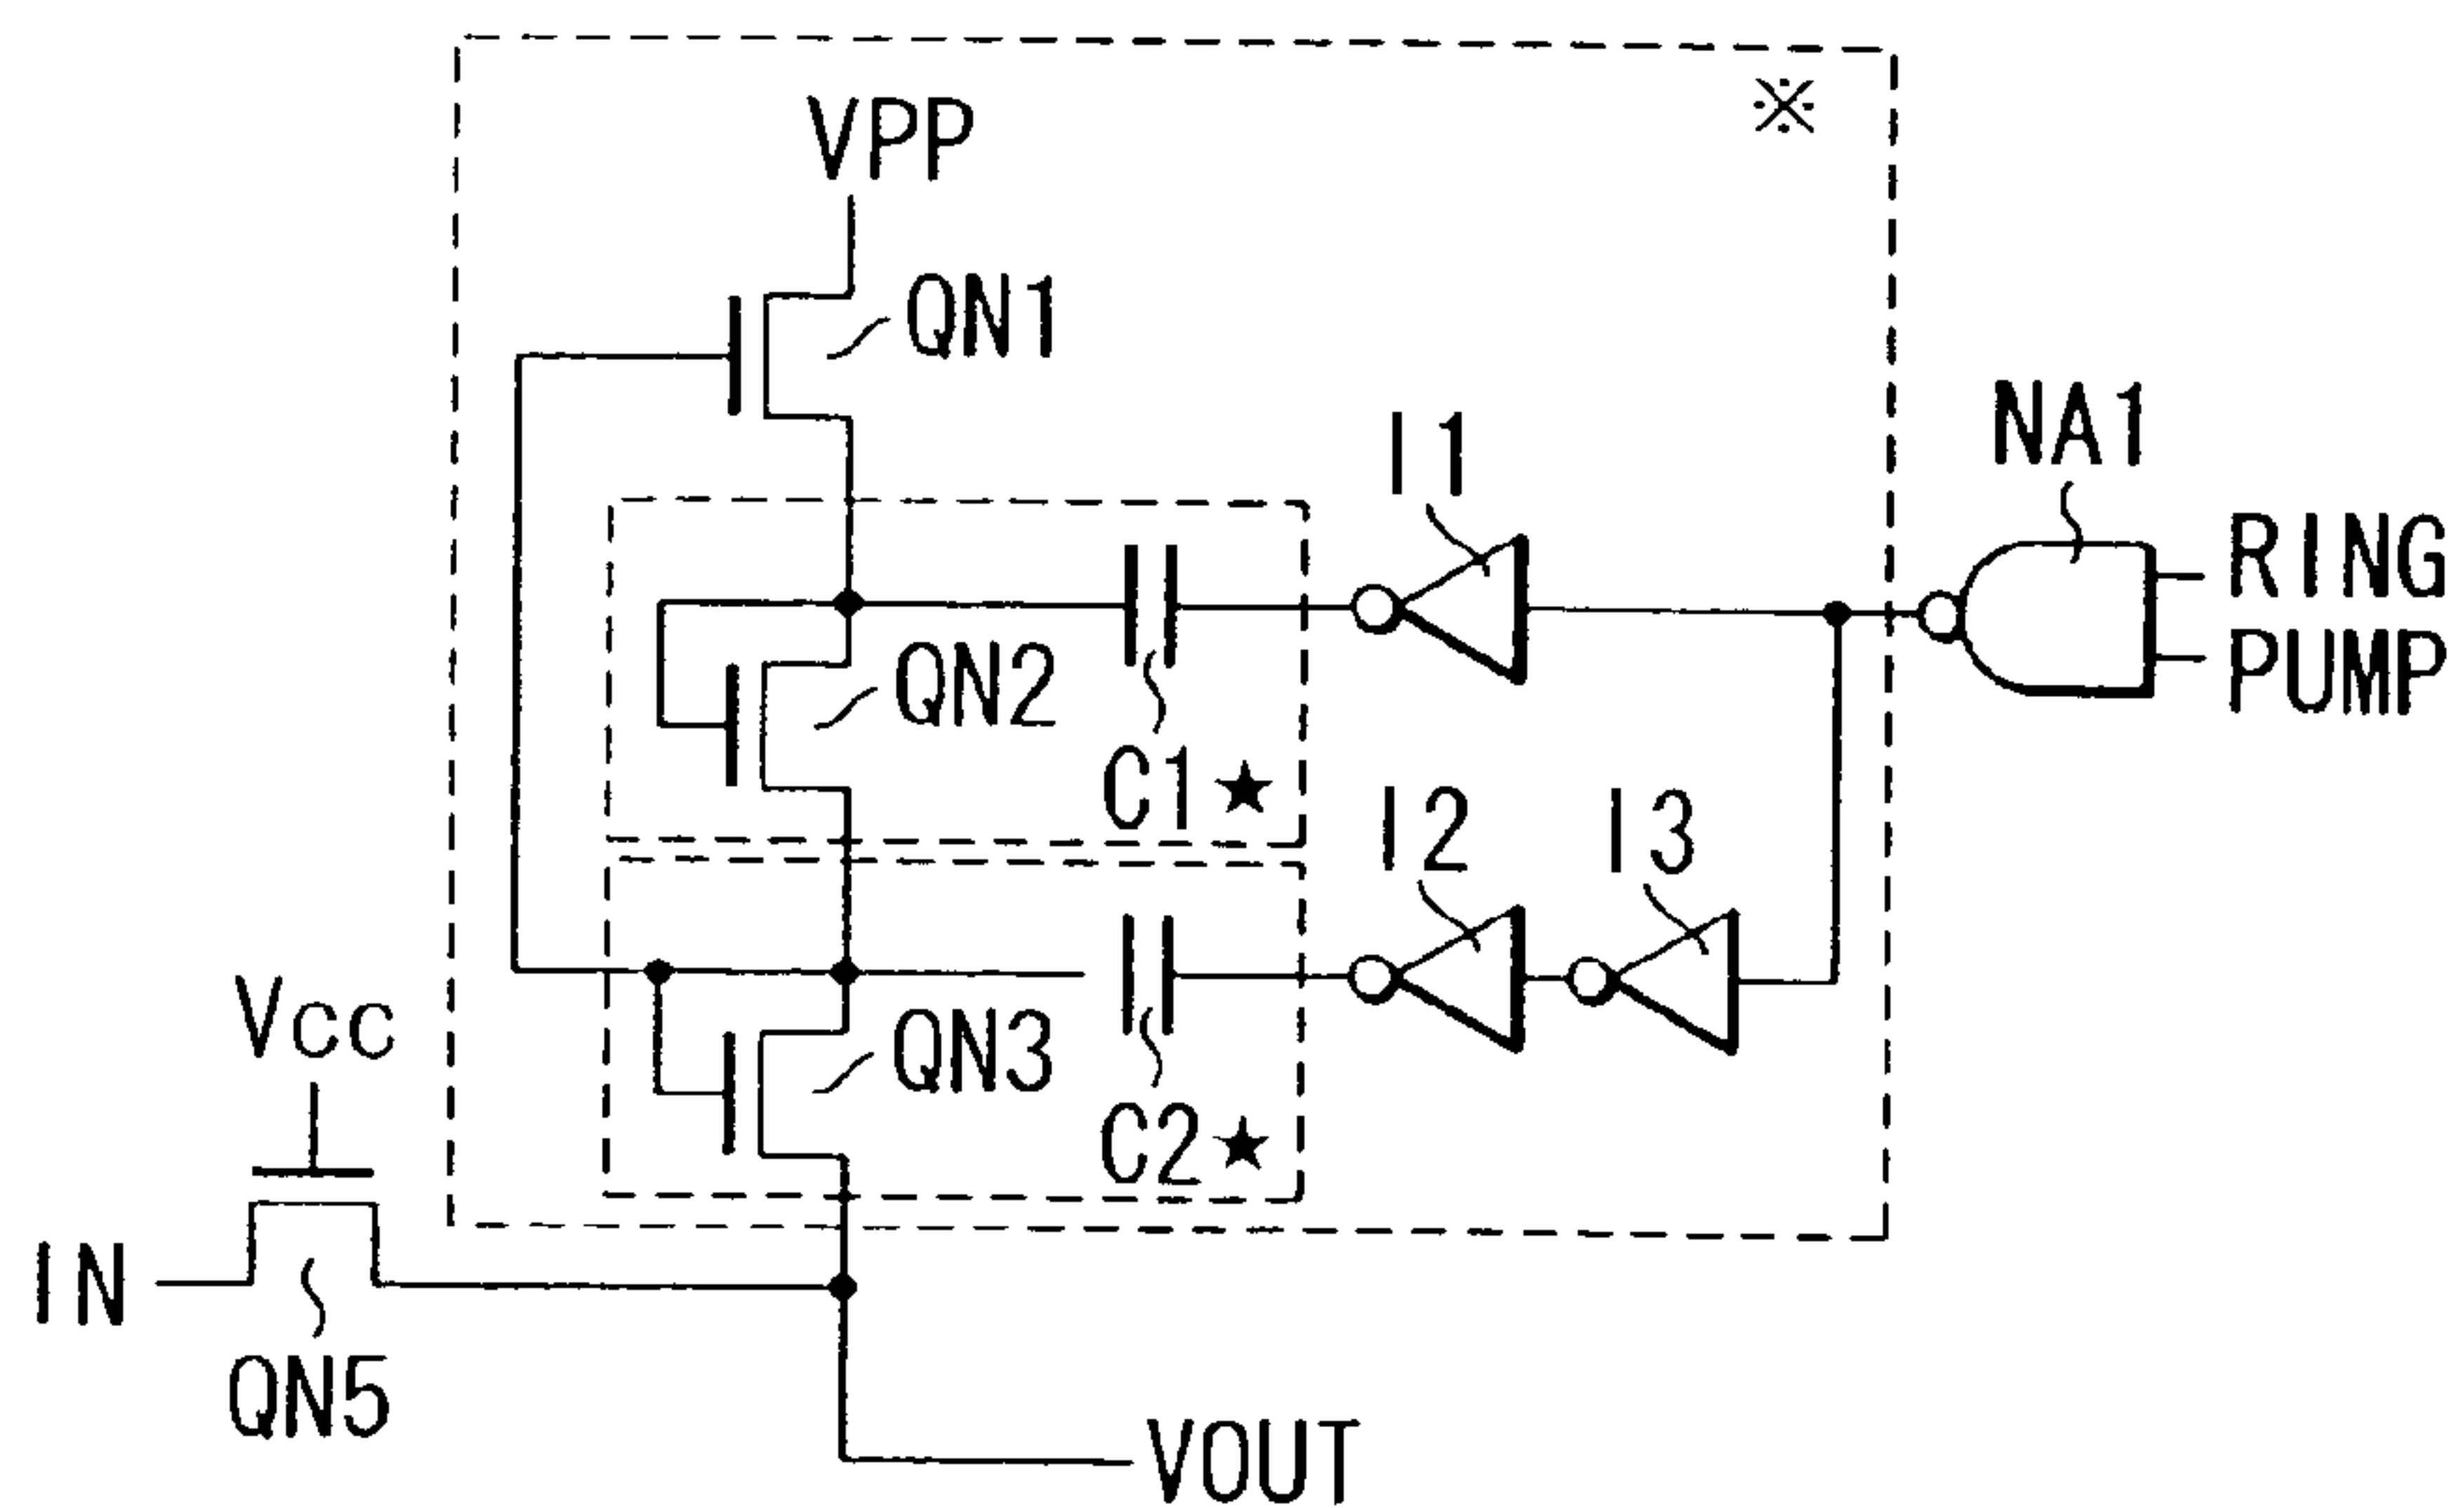 ※
VPP
QN1
NA1
I1
RING
PUMP
QN2
C1★
I2
I3
VCC
QN3
C2★
IN
QN5
VOUT